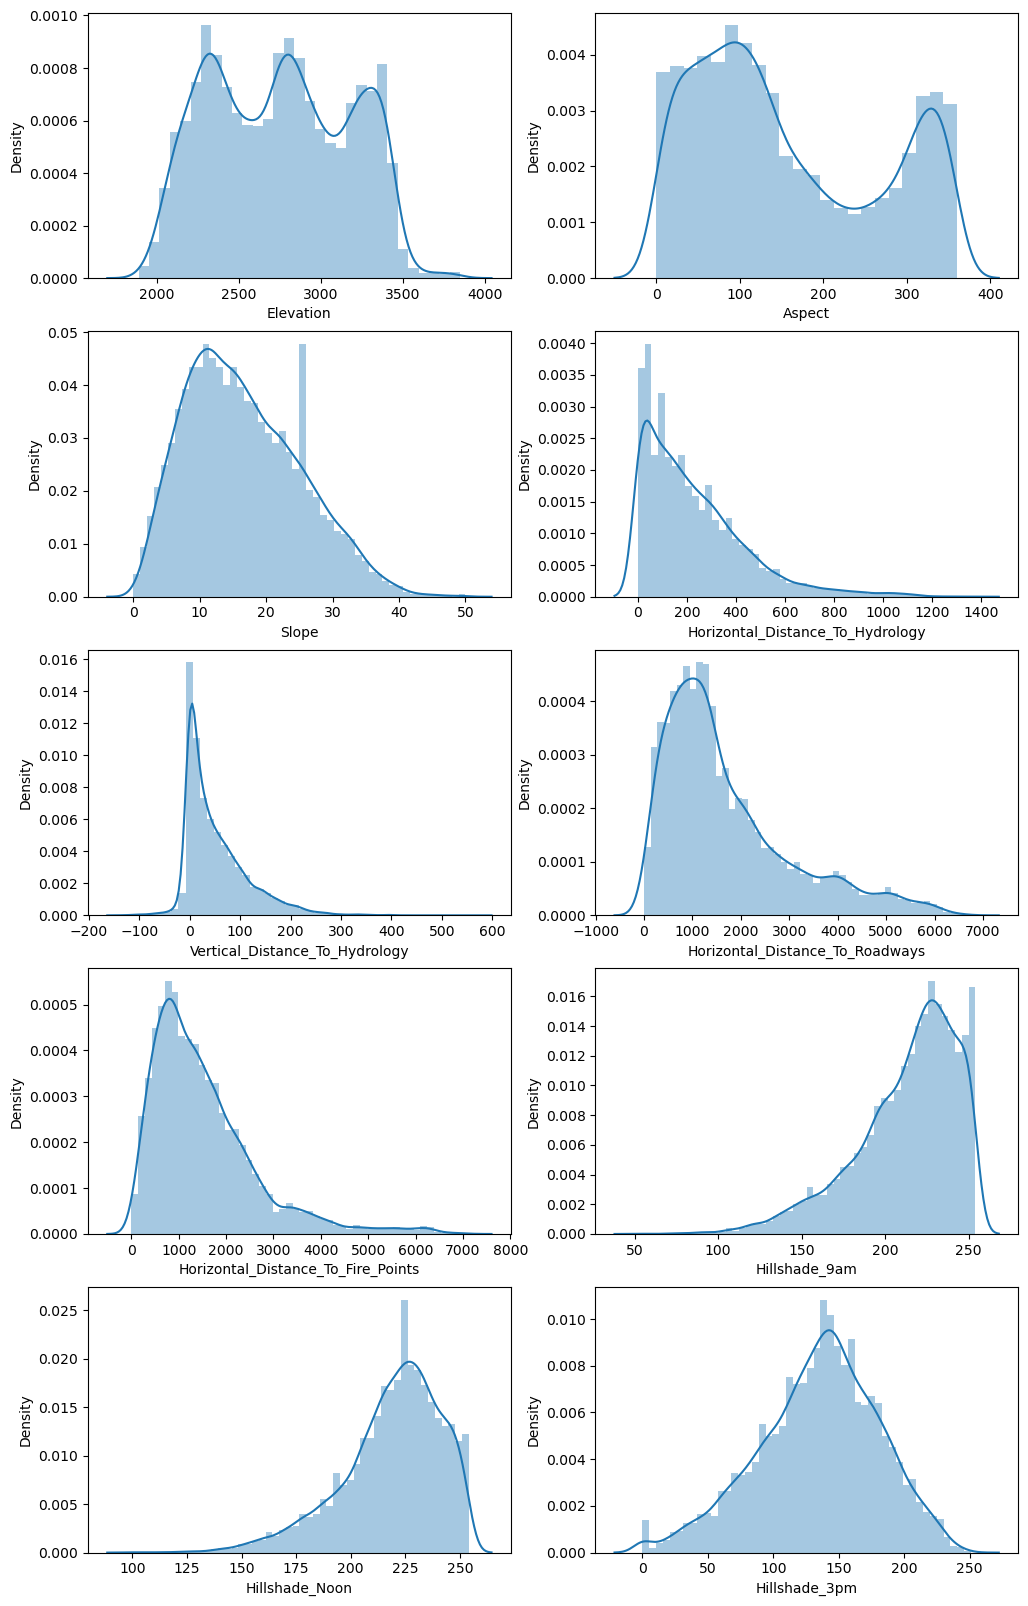 0.0010
0.0008
0.0006
0.0004
0.0002
0.0000
Density
2000 2500 3000 3500 4000
Elevation
0.004
0.003
0.002
0.001
0.000
Density
0 100 200 300 400
Aspect
0.05
0.04
0.03
0.02
0.01
0.00
Density
0 10 20 30 40 50
Slope
0.0040
0.0035
0.0030
0.0025
0.0020
0.0015
0.0010
0.0005
0.0000
Density
0 200 400 600 800 1000 1200 1400
Horizontal_Distance_To_Hydrology
0.016
0.014
0.012
0.010
0.008
0.006
0.004
0.002
0.000
Density
−200 −100 0 100 200 300 400 500 600
Vertical_Distance_To_Hydrology
0.0004
0.0003
0.0002
0.0001
0.0000
Density
−1000 0 1000 2000 3000 4000 5000 6000 7000
Horizontal_Distance_To_Roadways
0.0005
0.0004
0.0003
0.0002
0.0001
0.0000
Density
0 1000 2000 3000 4000 5000 6000 7000 8000
Horizontal_Distance_To_Fire_Points
0.016
0.014
0.012
0.010
0.008
0.006
0.004
0.002
0.000
Density
50 100 150 200 250
Hillshade_9am
0.025
0.020
0.015
0.010
0.005
0.000
Density
100 125 150 175 200 225 250
Hillshade_Noon
0.010
0.008
0.006
0.004
0.002
0.000
Density
0 50 100 150 200 250
Hillshade_3pm